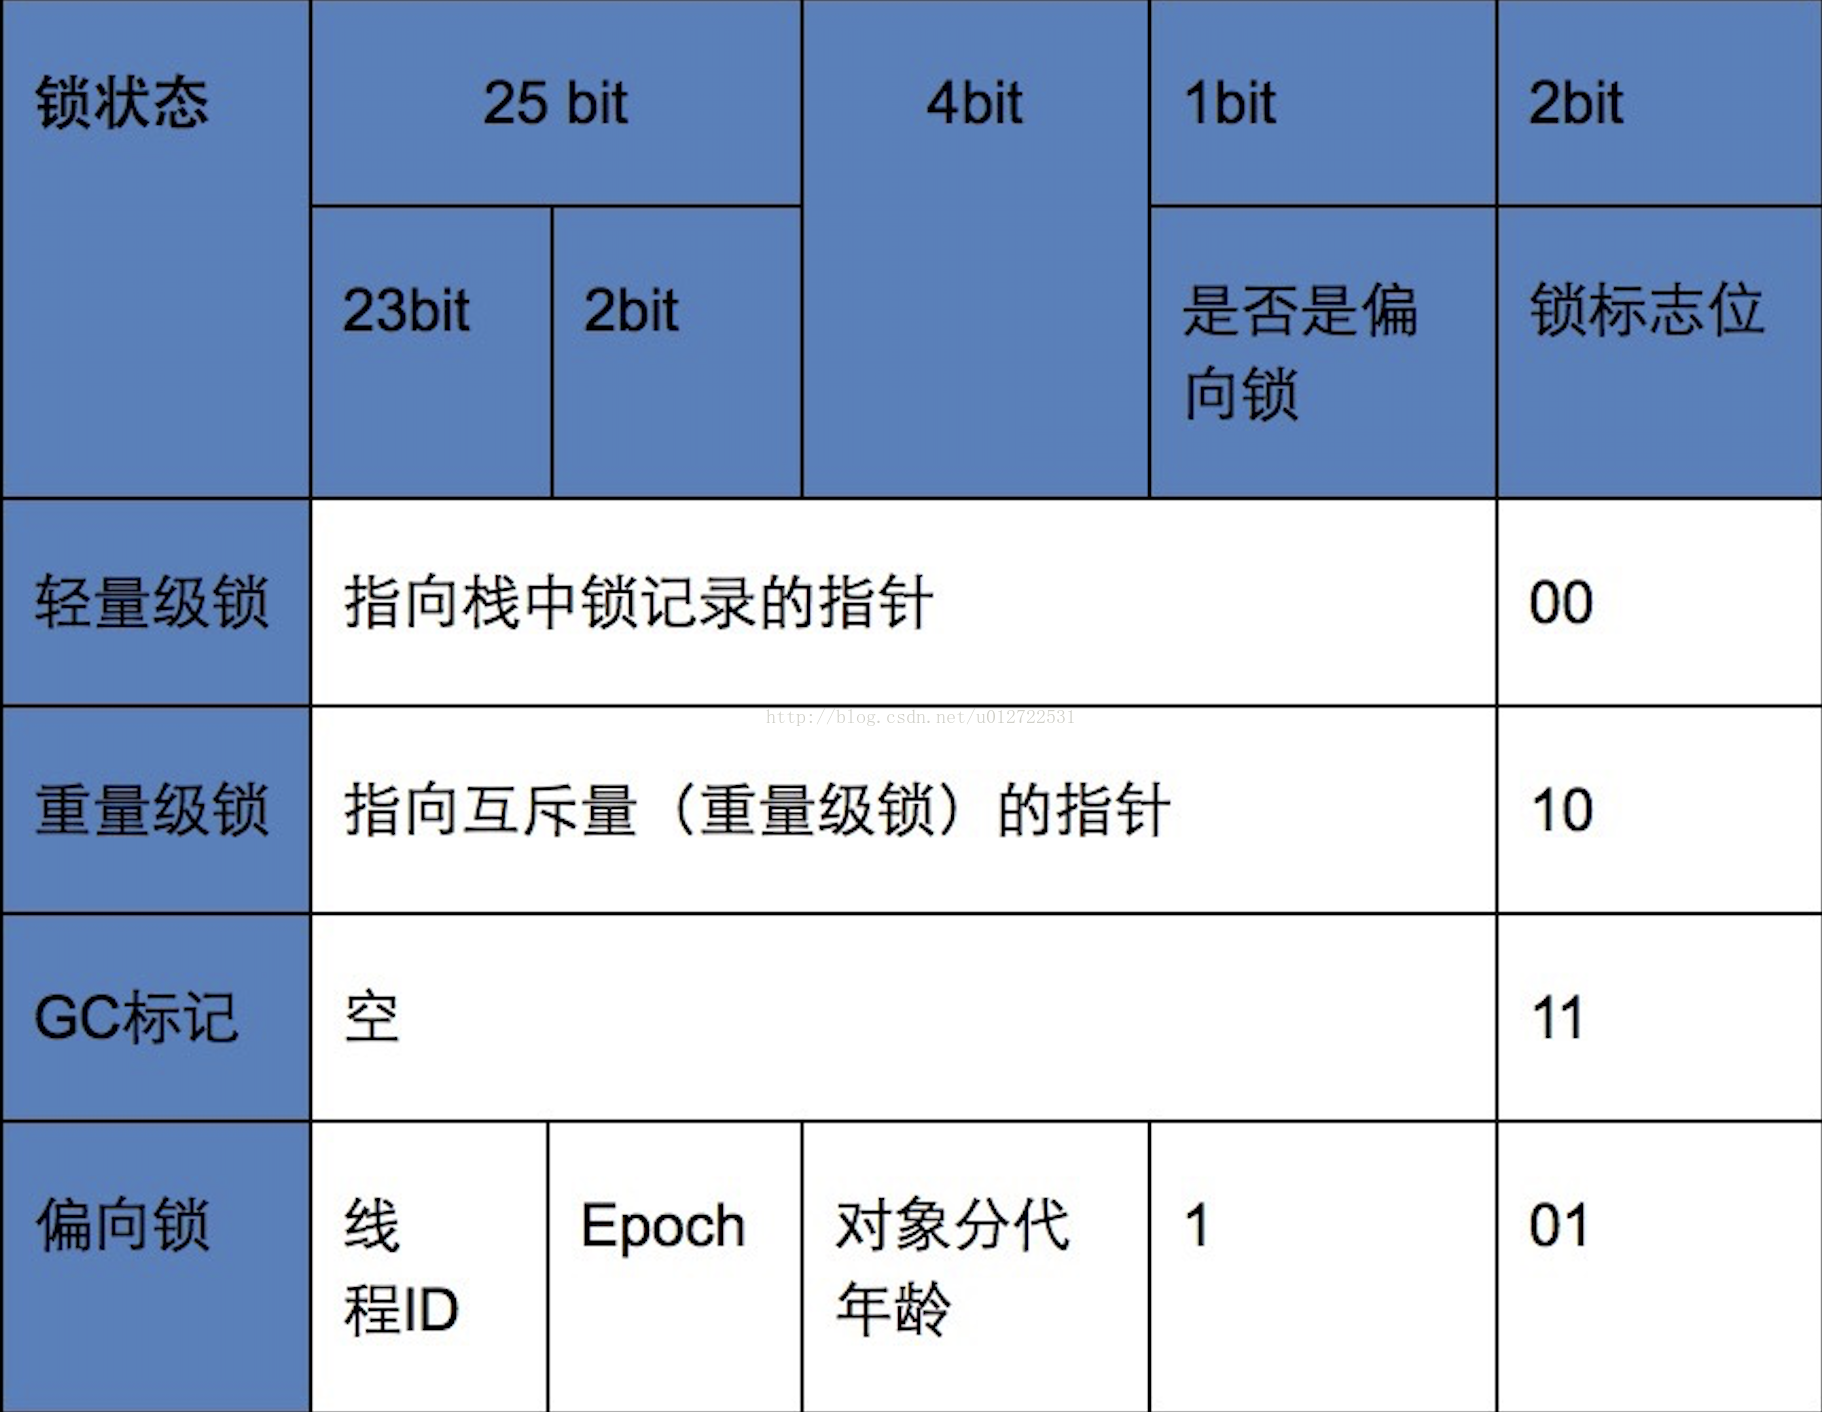 锁状态
25 bit
4bit
1bit
2bit
23bit
2bit
是否是偏
向锁
锁标志位
轻量级锁
指向栈中锁记录的指针
00
http://blog.csdn.net/u012722531
重量级锁
指向互斥量（重量级锁）的指针
10
GC标记
空
11
偏向锁
线
程ID
Epoch
对象分代
年龄
1
01